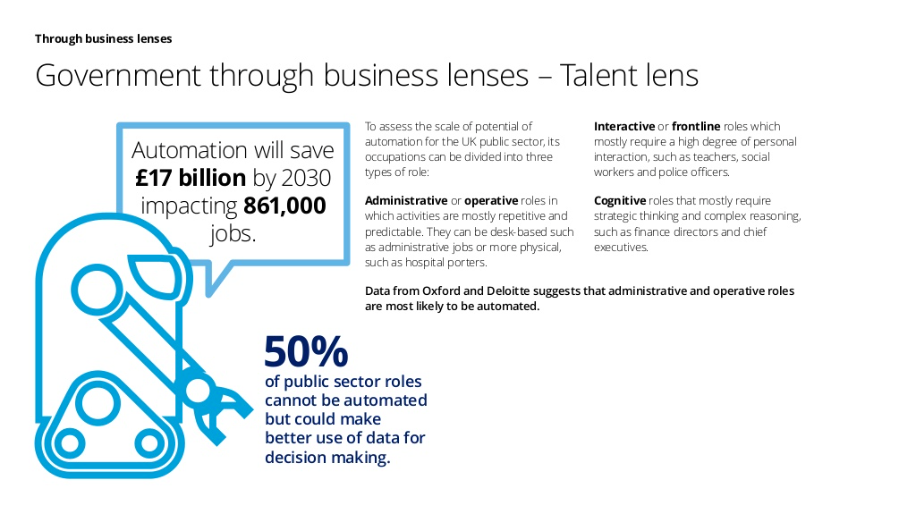 Through business lenses
Government through business lenses – Talent lens
Automation will save
£17 billion by 2030
impacting 861,000
jobs.
To assess the scale of potential of
automation for the UK public sector, its
occupations can be divided into three
types of role:
Administrative or operative roles in
which activities are mostly repetitive and
predictable. They can be desk-based such
as administrative jobs or more physical,
such as hospital porters.
Interactive or frontline roles which
mostly require a high degree of personal
interaction, such as teachers, social
workers and police officers.
Cognitive roles that mostly require
strategic thinking and complex reasoning,
such as finance directors and chief
executives.
Data from Oxford and Deloitte suggests that administrative and operative roles
are most likely to be automated.
50%
of public sector roles
cannot be automated
but could make
better use of data for
decision making.